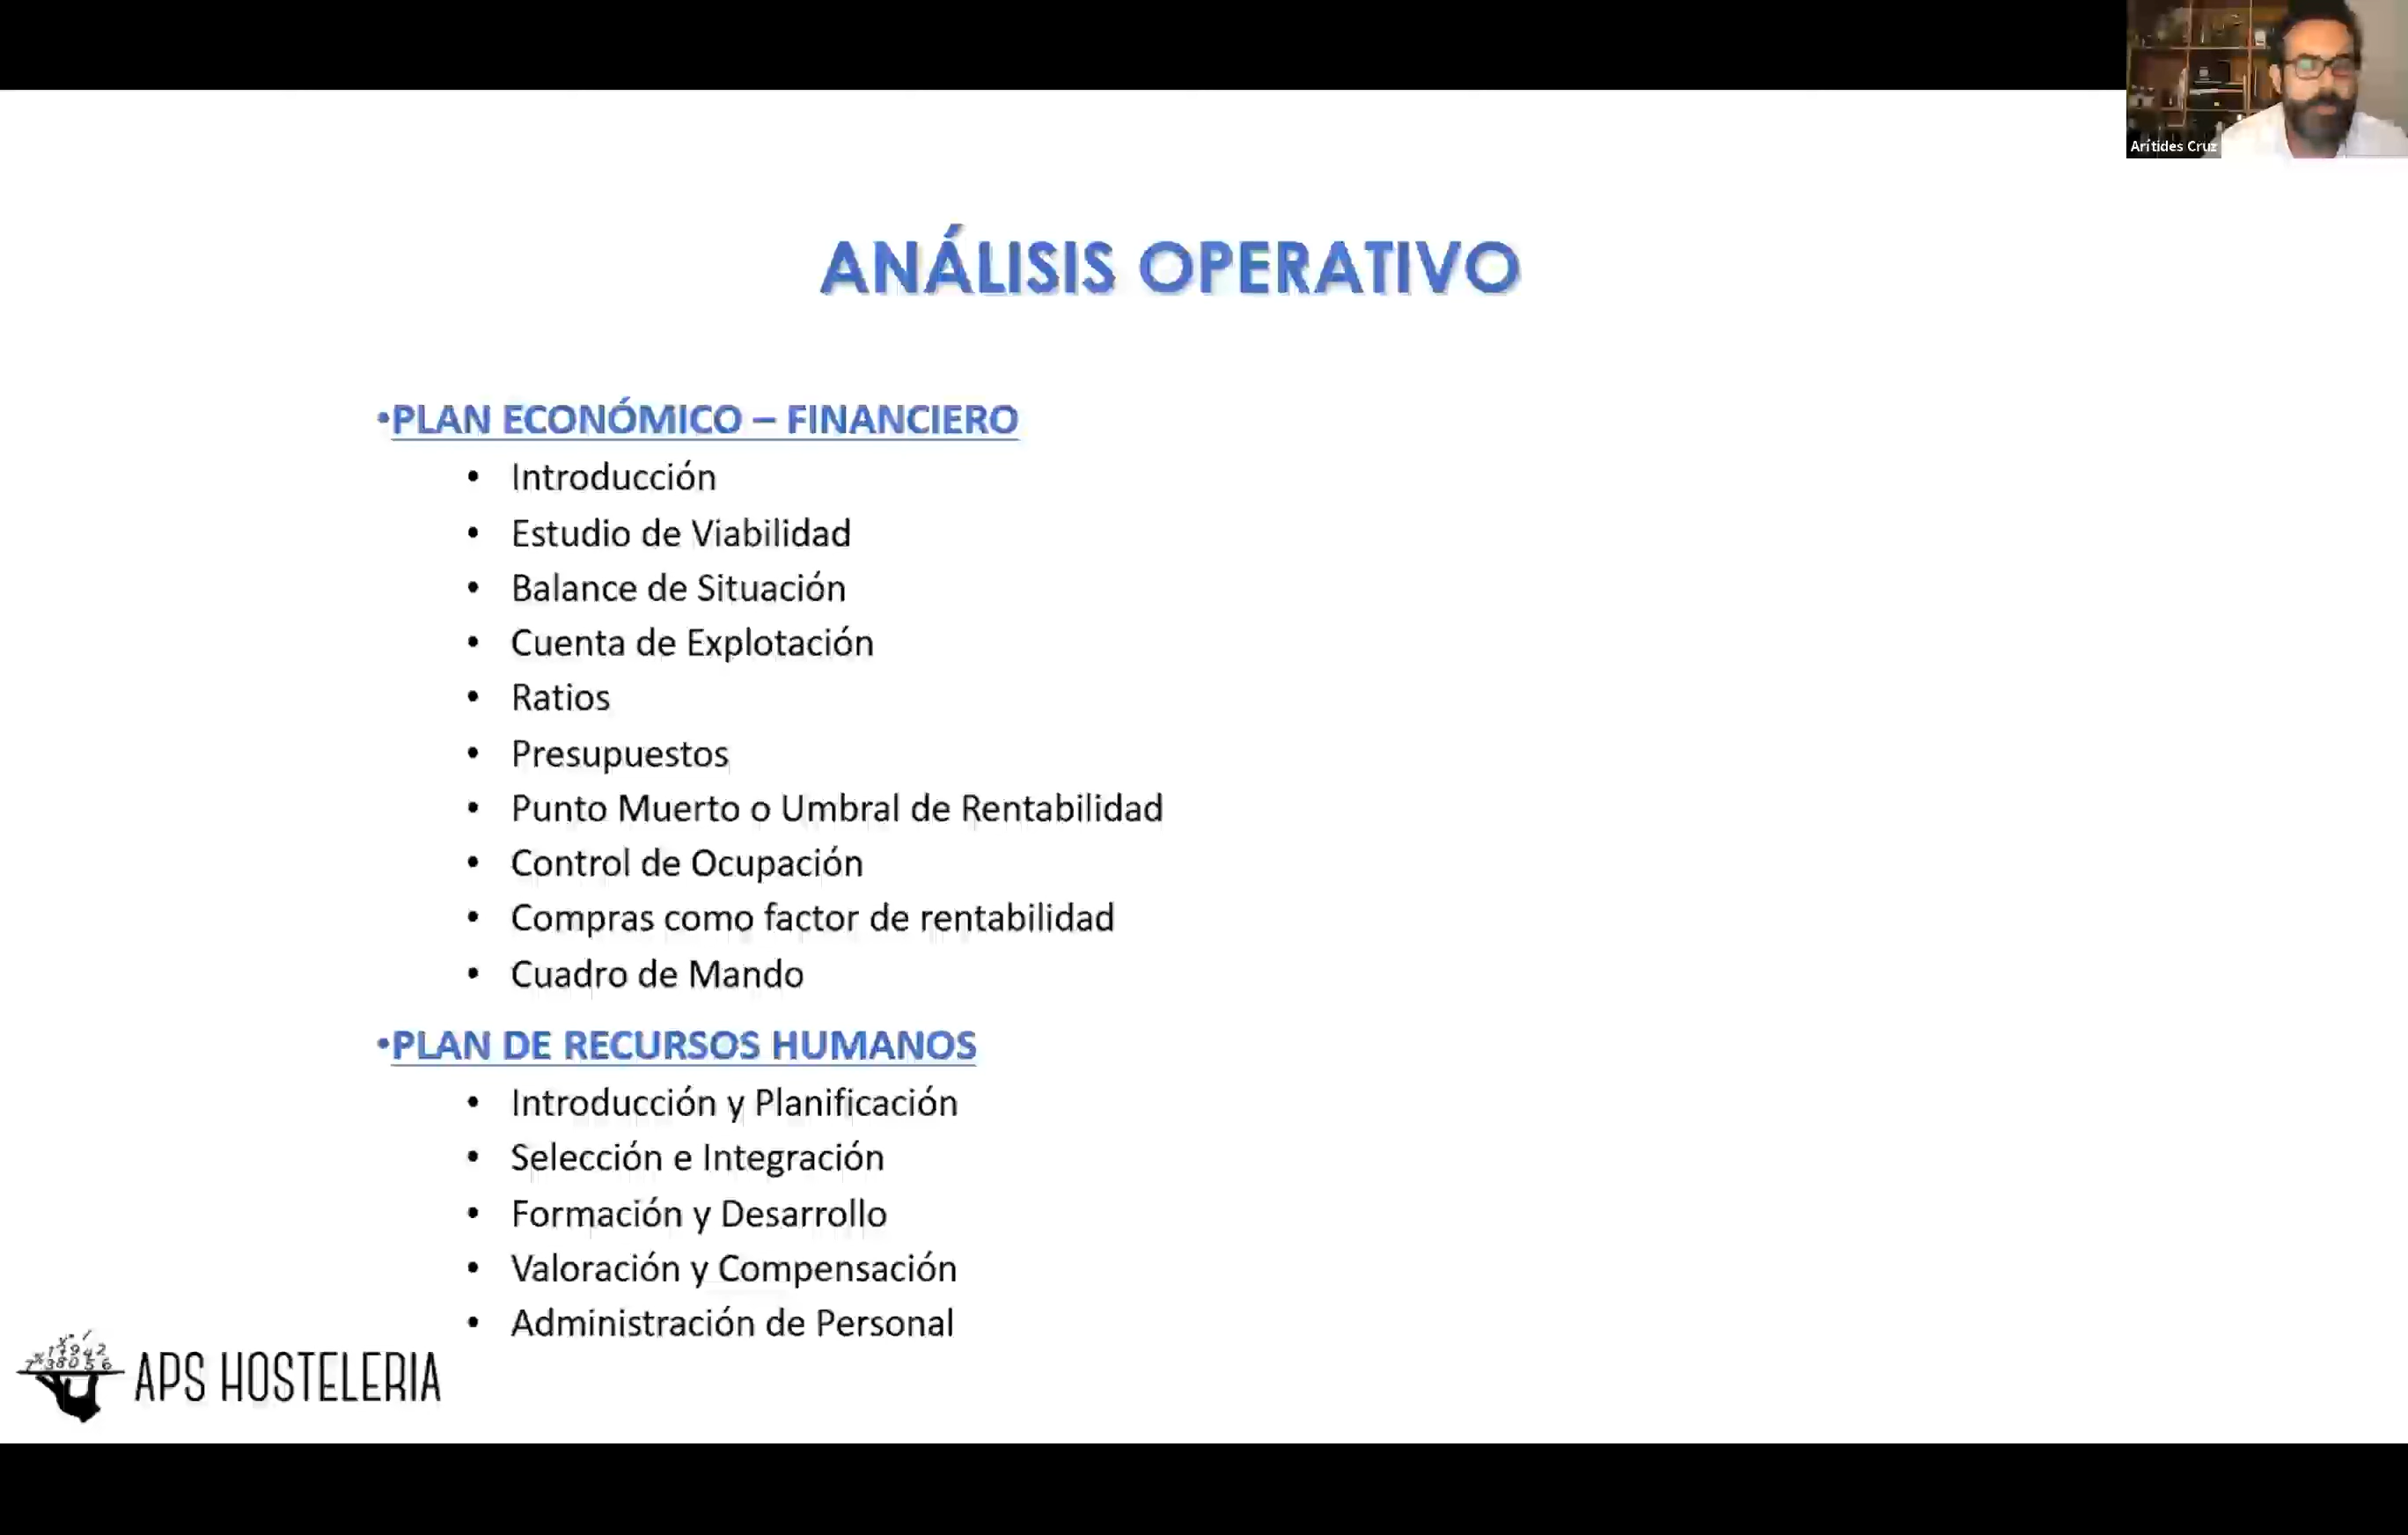 Arítides Cruz
ANÁLISIS OPERATIVO
•PLAN ECONÓMICO – FINANCIERO
• Introducción
• Estudio de Viabilidad
• Balance de Situación
• Cuenta de Explotación
• Ratios
• Presupuestos
• Punto Muerto o Umbral de Rentabilidad
• Control de Ocupación
• Compras como factor de rentabilidad
• Cuadro de Mando
•PLAN DE RECURSOS HUMANOS
• Introducción y Planificación
• Selección e Integración
• Formación y Desarrollo
• Valoración y Compensación
• Administración de Personal
APS HOSTELERIA